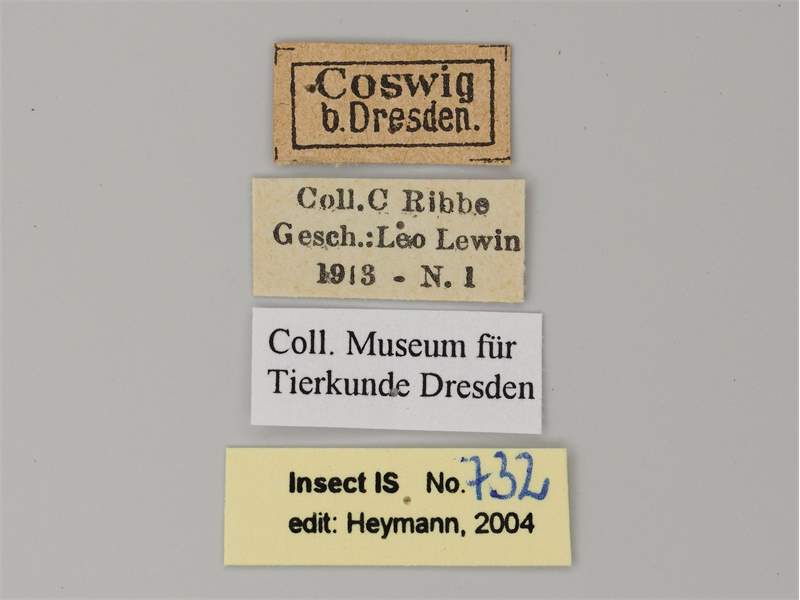 Coswig
b.Dresden.
Coll.C Ribbe
Gesch.:Leo Lewin
1913 - N. 1
Coll. Museum für
Tierkunde Dresden
Insect IS No. 732
edit: Heymann, 2004